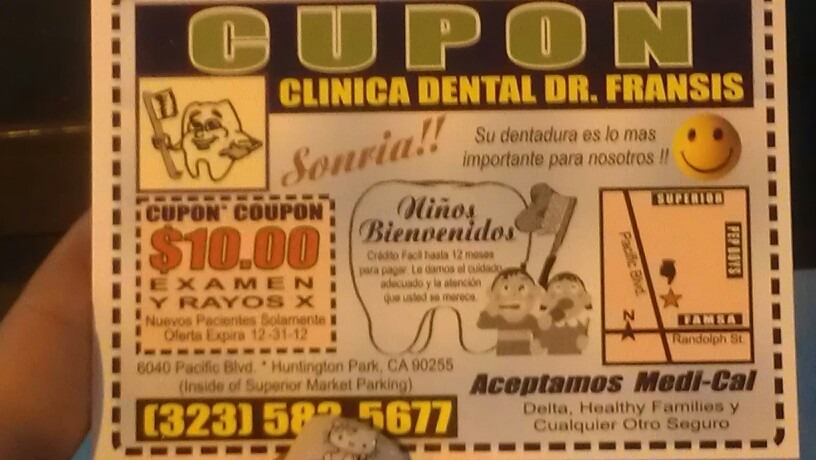 CUPON
CLINICA DENTAL DR. FRANSIS
Sonria!!
Su dentadura es lo mas
importante para nosotros !!
CUPON * COUPON
$10.00
EXAMEN
Y RAYOS X
Nuevos Pacientes Solamente
Oferta Expira 12-31-12
Niños
Bienvenidos
Crédito Facil hasta 12 meses
para pagar. Le damos el cuidado
adecuado y la atención
que usted se merece.
SUPERIOR
PEP BOYS
Pacific Blvd.
N
FAMSA
Randolph St.
6040 Pacific Blvd. * Huntington Park, CA 90255
(Inside of Superior Market Parking)
(323) 582-5677
Aceptamos Medi-Cal
Delta, Healthy Families y
Cualquier Otro Seguro